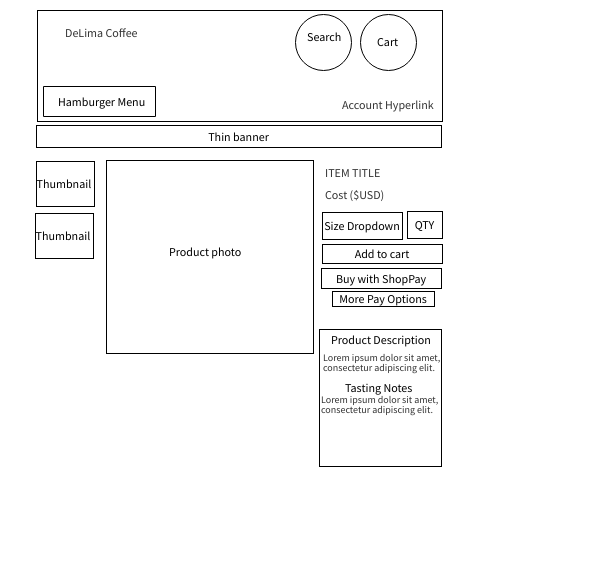 DeLima Coffee
Search
Cart
Hamburger Menu
Account Hyperlink
Thin banner
Thumbnail
Thumbnail
Product photo
ITEM TITLE
Cost ($USD)
Size Dropdown
QTY
Add to cart
Buy with ShopPay
More Pay Options
Product Description
Lorem ipsum dolor sit amet,
consectetur adipiscing elit.
Tasting Notes
Lorem ipsum dolor sit amet,
consectetur adipiscing elit.